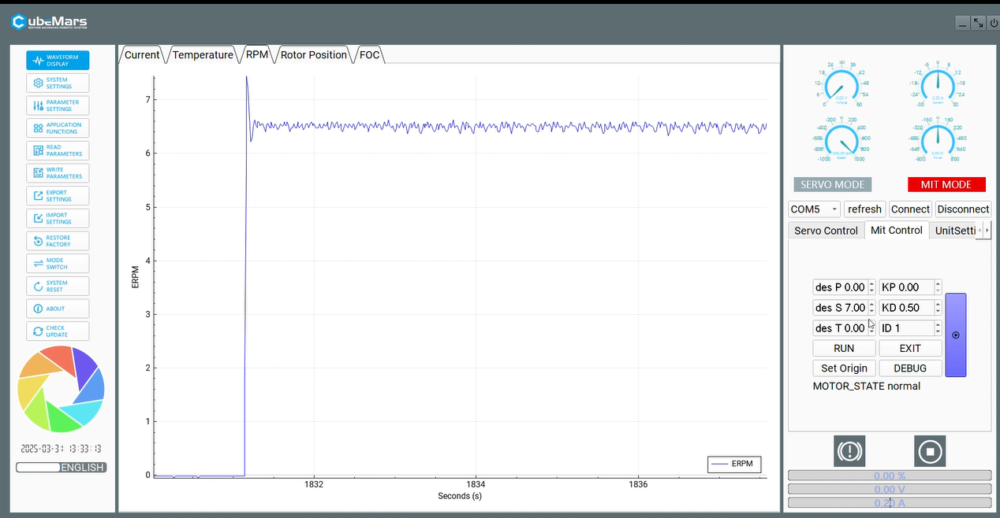 CubeMars
MOTION ADVANCED ROBOTIC SYSTEM
WAVEFORM
DISPLAY
SYSTEM
SETTINGS
PARAMETER
SETTINGS
APPLICATION
FUNCTIONS
READ
PARAMETERS
WRITE
PARAMETERS
EXPORT
SETTINGS
IMPORT
SETTINGS
RESTORE
FACTORY
MODE
SWITCH
SYSTEM
RESET
ABOUT
CHECK
UPDATE
2025-03-31 13:33:13
ENGLISH
Current Temperature RPM Rotor Position FOC
7
6
5
4
3
2
1
0
ERPM
1832 1834 1836
Seconds (s)
ERPM
0 6 12 18 24 30 36 42 48 54 60
0.00 V
Voltage
-30 -24 -18 -12 -6 0 6 12 18 24 30
0.00 A
Current
-1000 -800 -600 -400 -200 0 200 400 600 800 1000
Speed
-800 -640 -480 -320 -160 0 160 320 480 640 800
0.00 W
Power
SERVO MODE MIT MODE
COM5 refresh Connect Disconnect
Servo Control Mit Control UnitSetti
des P 0.00 KP 0.00
des S 7.00 KD 0.50
des T 0.00 ID 1
RUN EXIT
Set Origin DEBUG
MOTOR_STATE normal
0.00 %
0.00 V
0.20 A